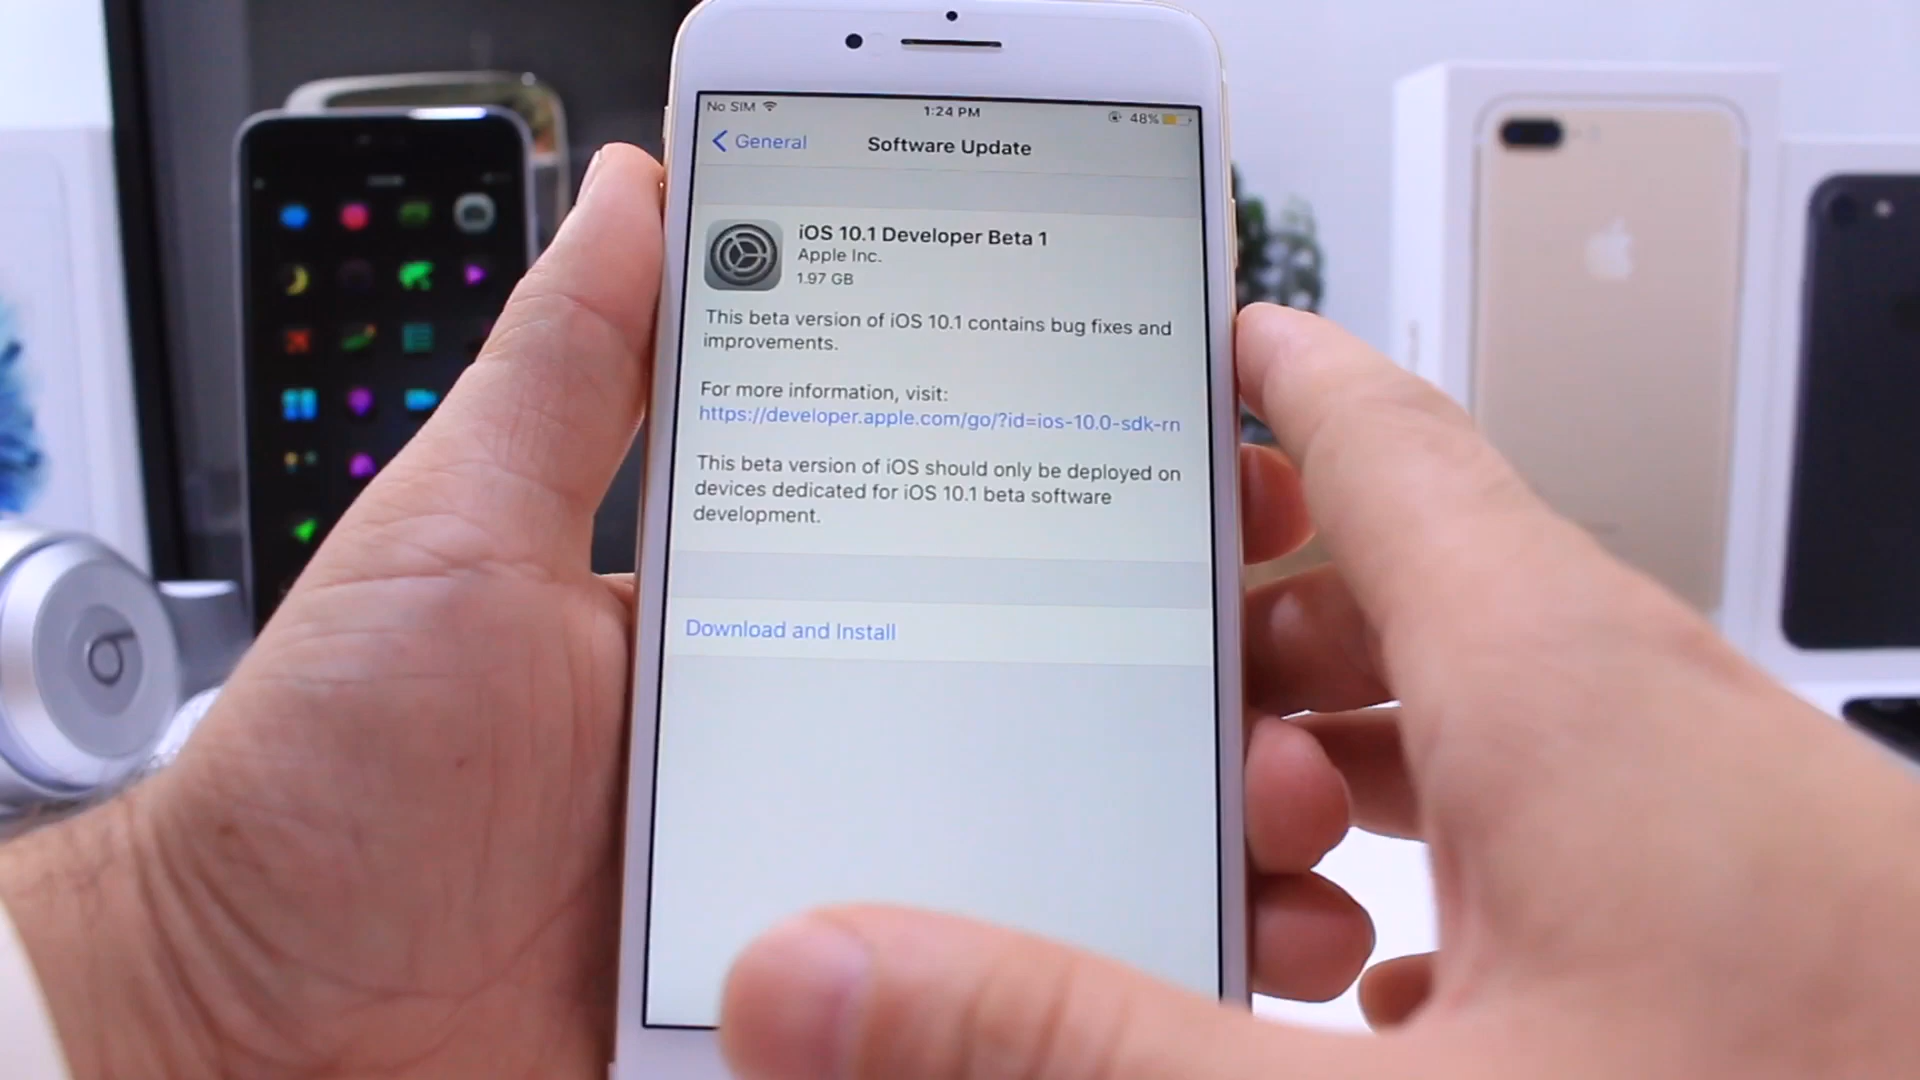 No SIM 1:24 PM 48%
General Software Update
iOS 10.1 Developer Beta 1
Apple Inc.
1.97 GB
This beta version of iOS 10.1 contains bug fixes and
improvements.
For more information, visit:
https://developer.apple.com/go/?id=ios-10.0-sdk-rn
This beta version of iOS should only be deployed on
devices dedicated for iOS 10.1 beta software
development.
Download and Install